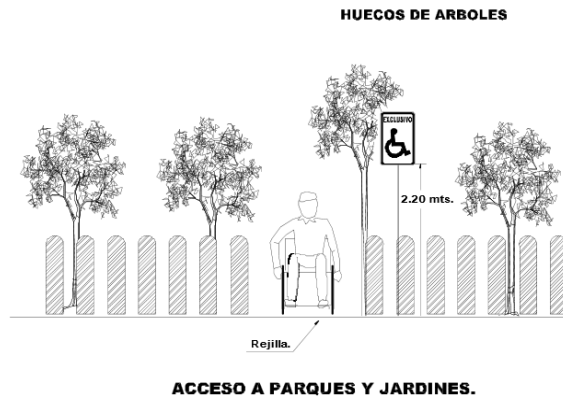 HUECOS DE ARBOLES
EXCLUSIVO
2.20 mts.
Rejilla.
ACCESO A PARQUES Y JARDINES.